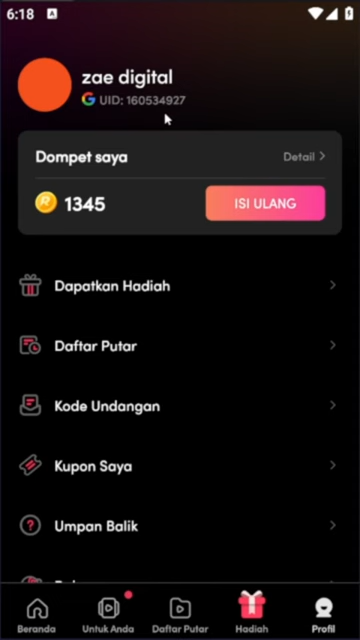 6:18 A
zae digital
G UID: 160534927
Dompet saya
Detail
R 1345
ISI ULANG
Dapatkan Hadiah
Daftar Putar
Kode Undangan
Kupon Saya
? Umpan Balik
Beranda
Untuk Anda
Daftar Putar
Hadiah
Profil